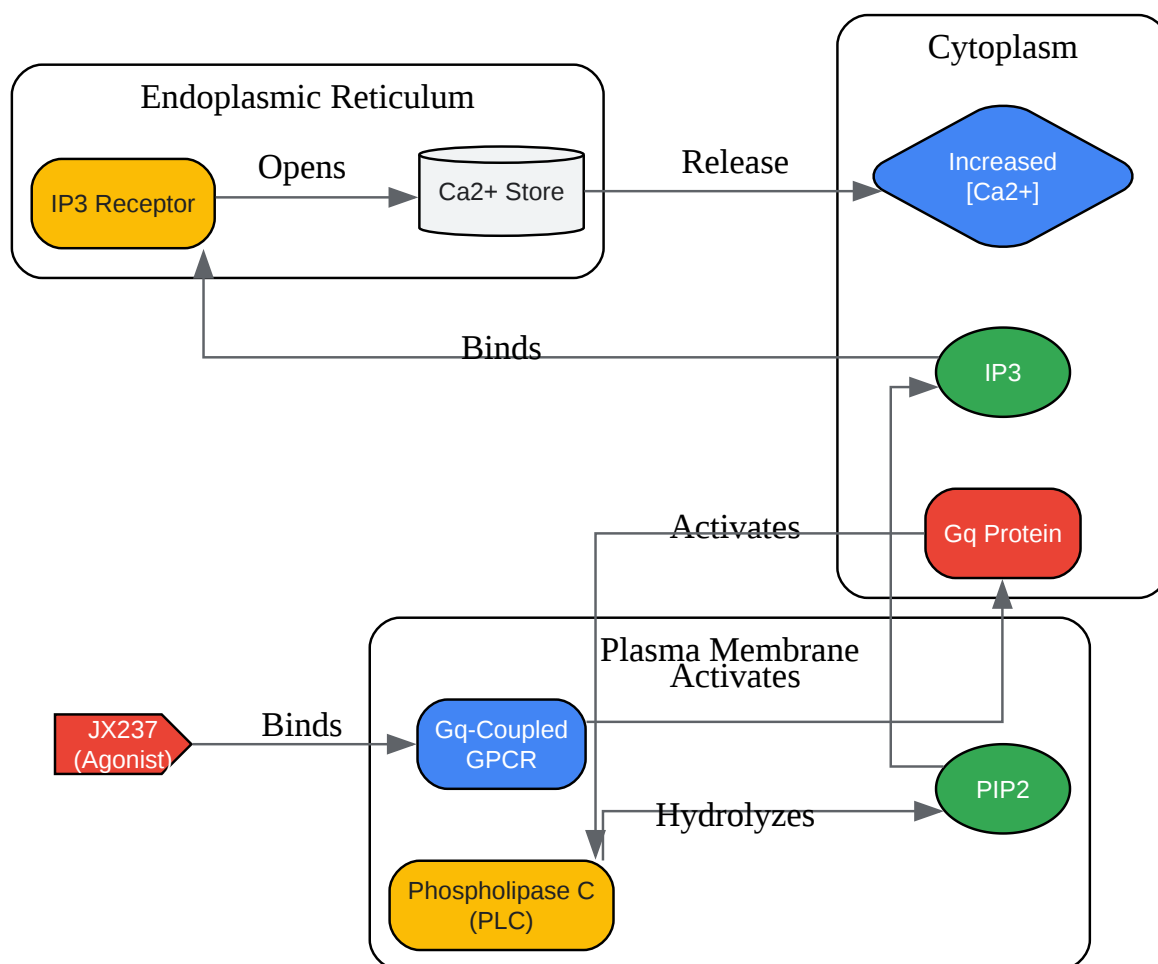 Cytoplasm
Endoplasmic Reticulum
IP3 Receptor
Opens
Ca2+ Store
Release
Increased
[Ca2+]
Binds
IP3
Activates
Gq Protein
Plasma Membrane
Activates
JX237
(Agonist)
Binds
Gq-Coupled
GPCR
Hydrolyzes
PIP2
Phospholipase C
(PLC)